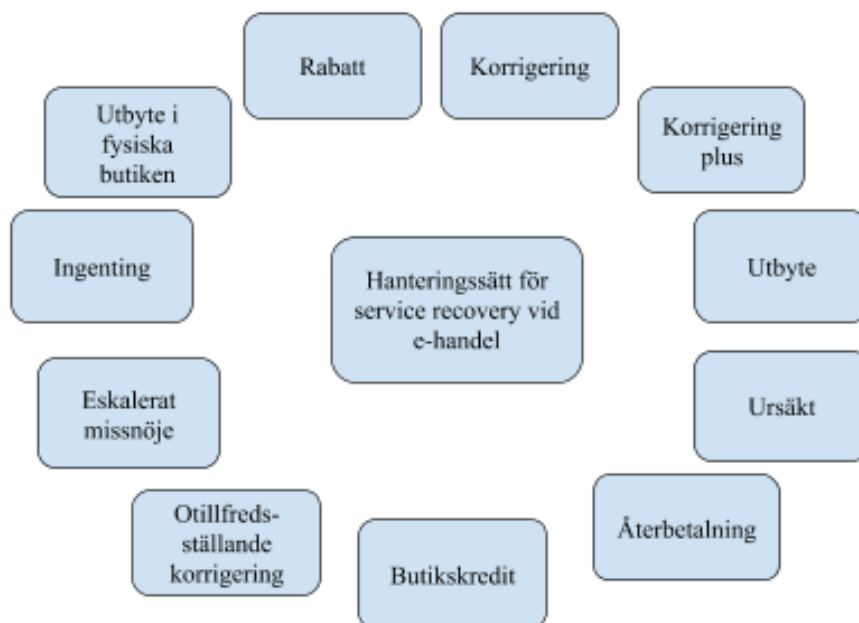 Rabatt
Korrigering
Utbyte i
fysiska
butiken
Korrigering
plus
Ingenting
Hanteringssätt för
service recovery vid
e-handel
Utbyte
Eskalerat
missnöje
Ursäkt
Otillfreds-
ställande
korrigering
Butikskredit
Återbetalning